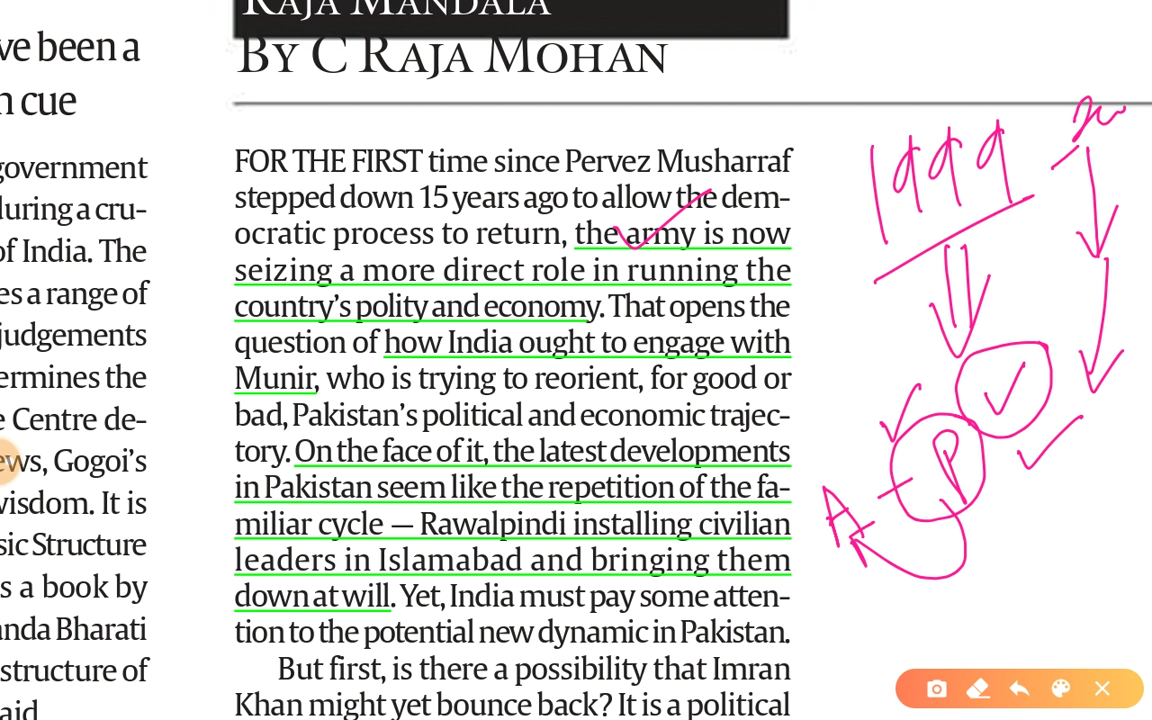 RAJA MANDALA
BY C RAJA MOHAN
ve been a
n cue
government
during a cru-
of India. The
es a range of
judgements
ermines the
e Centre de-
ews, Gogoi's
wisdom. It is
sic Structure
s a book by
anda Bharati
structure of
aid
FOR THE FIRST time since Pervez Musharraf
stepped down 15 years ago to allow the dem-
ocratic process to return, the army is now
seizing a more direct role in running the
country's polity and economy. That opens the
question of how India ought to engage with
Munir, who is trying to reorient, for good or
bad, Pakistan's political and economic trajec-
tory. On the face of it, the latest developments
in Pakistan seem like the repetition of the fa-
miliar cycle — Rawalpindi installing civilian
leaders in Islamabad and bringing them
down at will. Yet, India must pay some atten-
tion to the potential new dynamic in Pakistan.
But first, is there a possibility that Imran
Khan might yet bounce back? It is a political
1999
P
A